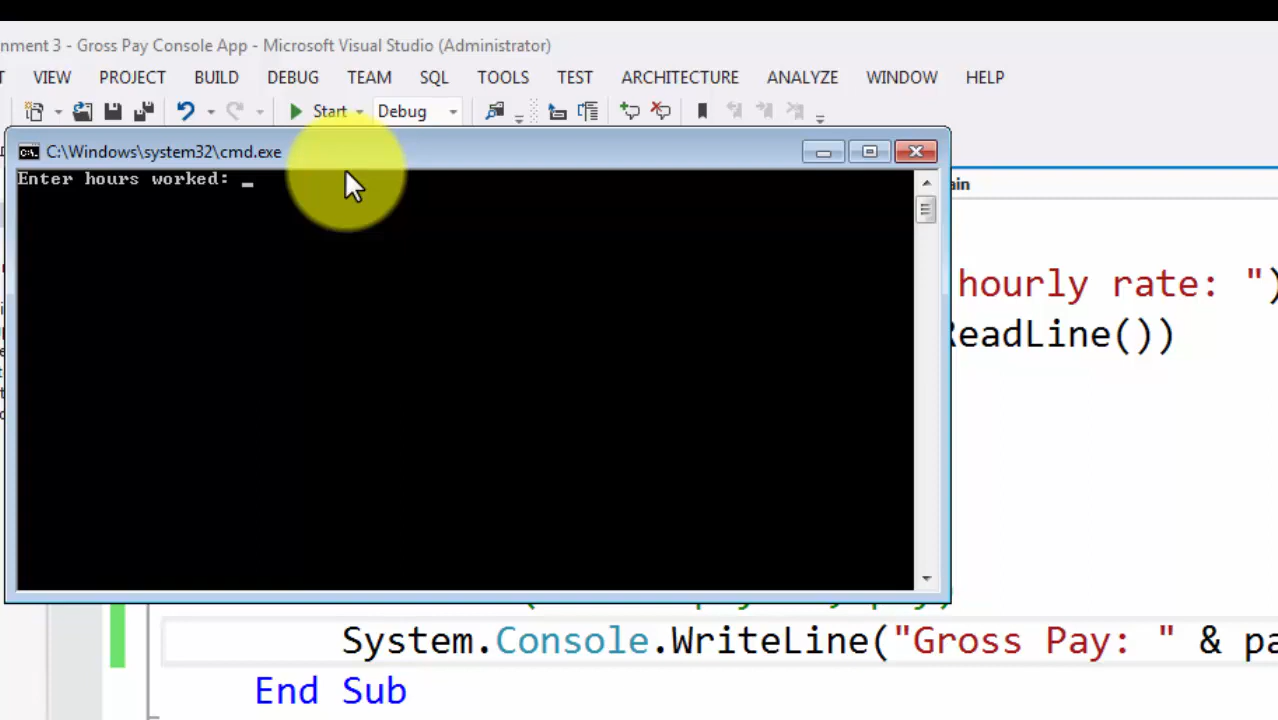 nment 3 - Gross Pay Console App - Microsoft Visual Studio (Administrator)
VIEW PROJECT BUILD DEBUG TEAM SQL TOOLS TEST ARCHITECTURE ANALYZE WINDOW HELP
Start Debug
C:\Windows\system32\cmd.exe
Enter hours worked: _
ain
hourly rate: ")
ReadLine())
System.Console.WriteLine("Gross Pay: " & pa
End Sub